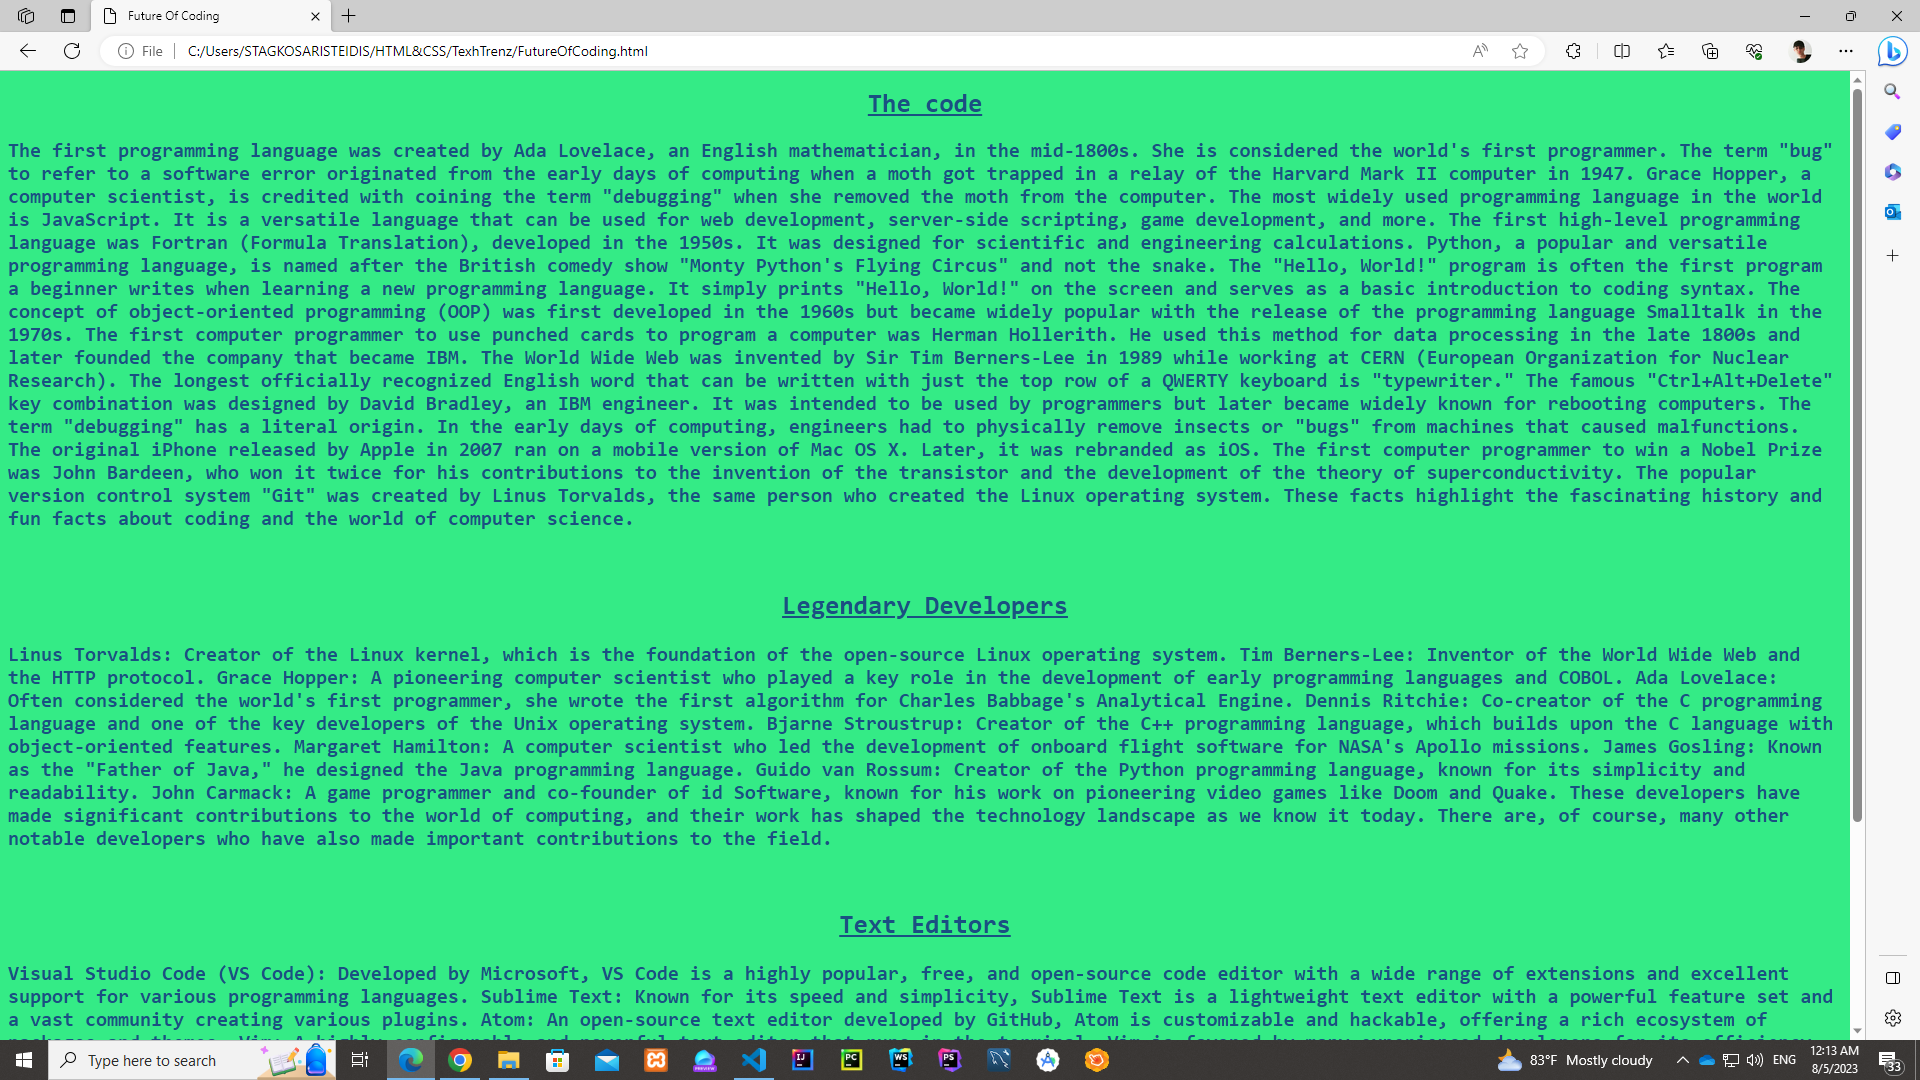 Future Of Coding
File
C:/Users/STAGKOSARISTEIDIS/HTML&CSS/TexhTrenz/FutureOfCoding.html
The code
The first programming language was created by Ada Lovelace, an English mathematician, in the mid-1800s. She is considered the world's first programmer. The term "bug"
to refer to a software error originated from the early days of computing when a moth got trapped in a relay of the Harvard Mark II computer in 1947. Grace Hopper, a
computer scientist, is credited with coining the term "debugging" when she removed the moth from the computer. The most widely used programming language in the world
is JavaScript. It is a versatile language that can be used for web development, server-side scripting, game development, and more. The first high-level programming
language was Fortran (Formula Translation), developed in the 1950s. It was designed for scientific and engineering calculations. Python, a popular and versatile
programming language, is named after the British comedy show "Monty Python's Flying Circus" and not the snake. The "Hello, World!" program is often the first program
a beginner writes when learning a new programming language. It simply prints "Hello, World!" on the screen and serves as a basic introduction to coding syntax. The
concept of object-oriented programming (OOP) was first developed in the 1960s but became widely popular with the release of the programming language Smalltalk in the
1970s. The first computer programmer to use punched cards to program a computer was Herman Hollerith. He used this method for data processing in the late 1800s and
later founded the company that became IBM. The World Wide Web was invented by Sir Tim Berners-Lee in 1989 while working at CERN (European Organization for Nuclear
Research). The longest officially recognized English word that can be written with just the top row of a QWERTY keyboard is "typewriter." The famous "Ctrl+Alt+Delete"
key combination was designed by David Bradley, an IBM engineer. It was intended to be used by programmers but later became widely known for rebooting computers. The
term "debugging" has a literal origin. In the early days of computing, engineers had to physically remove insects or "bugs" from machines that caused malfunctions.
The original iPhone released by Apple in 2007 ran on a mobile version of Mac OS X. Later, it was rebranded as iOS. The first computer programmer to win a Nobel Prize
was John Bardeen, who won it twice for his contributions to the invention of the transistor and the development of the theory of superconductivity. The popular
version control system "Git" was created by Linus Torvalds, the same person who created the Linux operating system. These facts highlight the fascinating history and
fun facts about coding and the world of computer science.
Legendary Developers
Linus Torvalds: Creator of the Linux kernel, which is the foundation of the open-source Linux operating system. Tim Berners-Lee: Inventor of the World Wide Web and
the HTTP protocol. Grace Hopper: A pioneering computer scientist who played a key role in the development of early programming languages and COBOL. Ada Lovelace:
Often considered the world's first programmer, she wrote the first algorithm for Charles Babbage's Analytical Engine. Dennis Ritchie: Co-creator of the C programming
language and one of the key developers of the Unix operating system. Bjarne Stroustrup: Creator of the C++ programming language, which builds upon the C language with
object-oriented features. Margaret Hamilton: A computer scientist who led the development of onboard flight software for NASA's Apollo missions. James Gosling: Known
as the "Father of Java," he designed the Java programming language. Guido van Rossum: Creator of the Python programming language, known for its simplicity and
readability. John Carmack: A game programmer and co-founder of id Software, known for his work on pioneering video games like Doom and Quake. These developers have
made significant contributions to the world of computing, and their work has shaped the technology landscape as we know it today. There are, of course, many other
notable developers who have also made important contributions to the field.
Text Editors
Visual Studio Code (VS Code): Developed by Microsoft, VS Code is a highly popular, free, and open-source code editor with a wide range of extensions and excellent
support for various programming languages. Sublime Text: Known for its speed and simplicity, Sublime Text is a lightweight text editor with a powerful feature set and
a vast community creating various plugins. Atom: An open-source text editor developed by GitHub, Atom is customizable and hackable, offering a rich ecosystem of
Type here to search
83°F Mostly cloudy
ENG
12:13 AM
8/5/2023
33